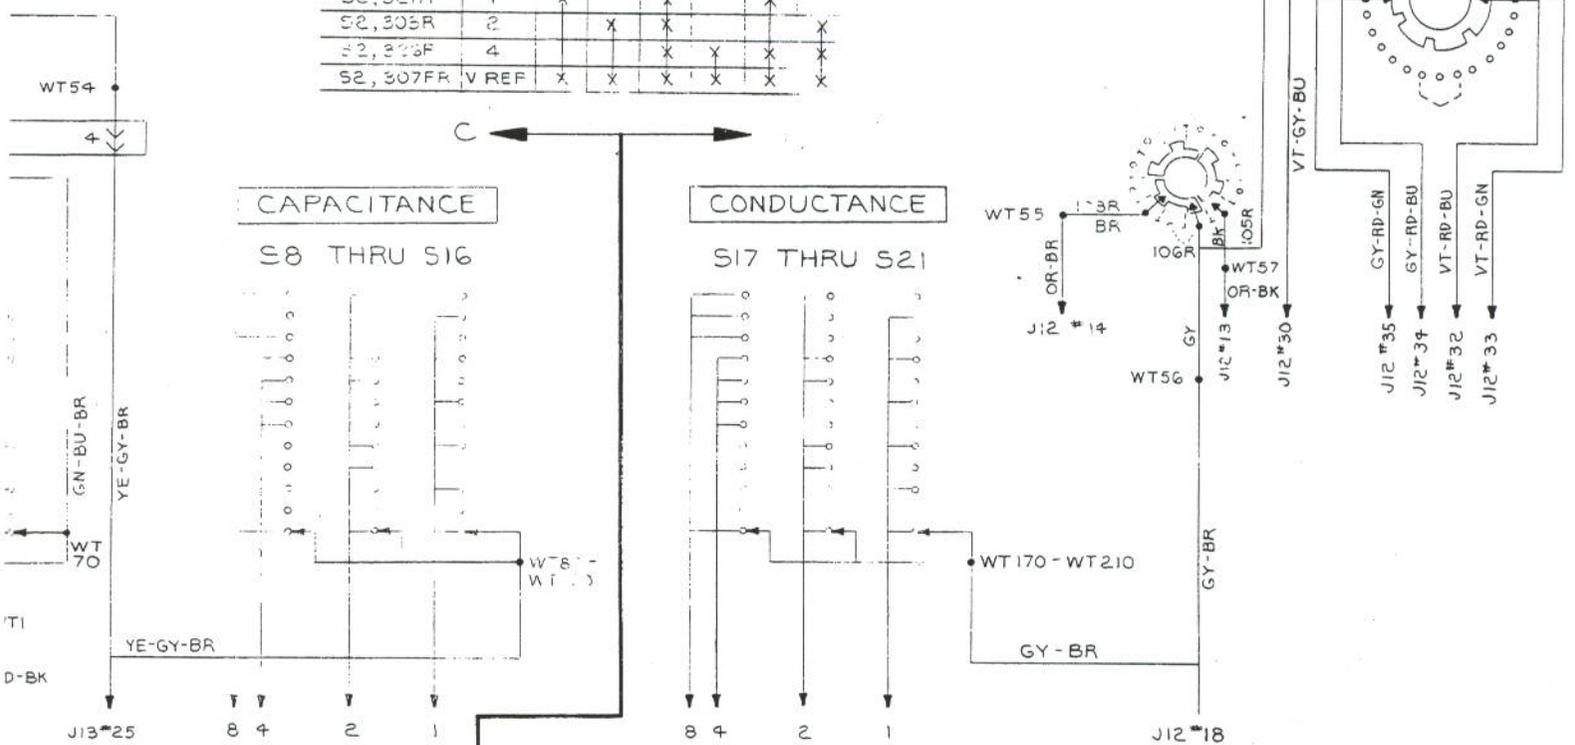 S2,303R 2 X X X
4 X X X X
S2,307FR V REF X X X X X X
WT54
4
C
VT-GY-BU
CAPACITANCE
CONDUCTANCE
S8 THRU S16
S17 THRU S21
WT55
BR
OR-BR
J12 #14
106R
BK
105R
WT57
OR-BK
GY
J12#13
J12#30
GY-RD-GN
GY-RD-BU
VT-RD-BU
VT-RD-GN
J12#35
J12#34
J12#32
J12#33
WT56
GN-BU-BR
YE-GY-BR
WT
70
WT170-WT210
GY-BR
YE-GY-BR
GY-BR
D-BK
J13#25
8 4 2 1
8 4 2 1
J12#18